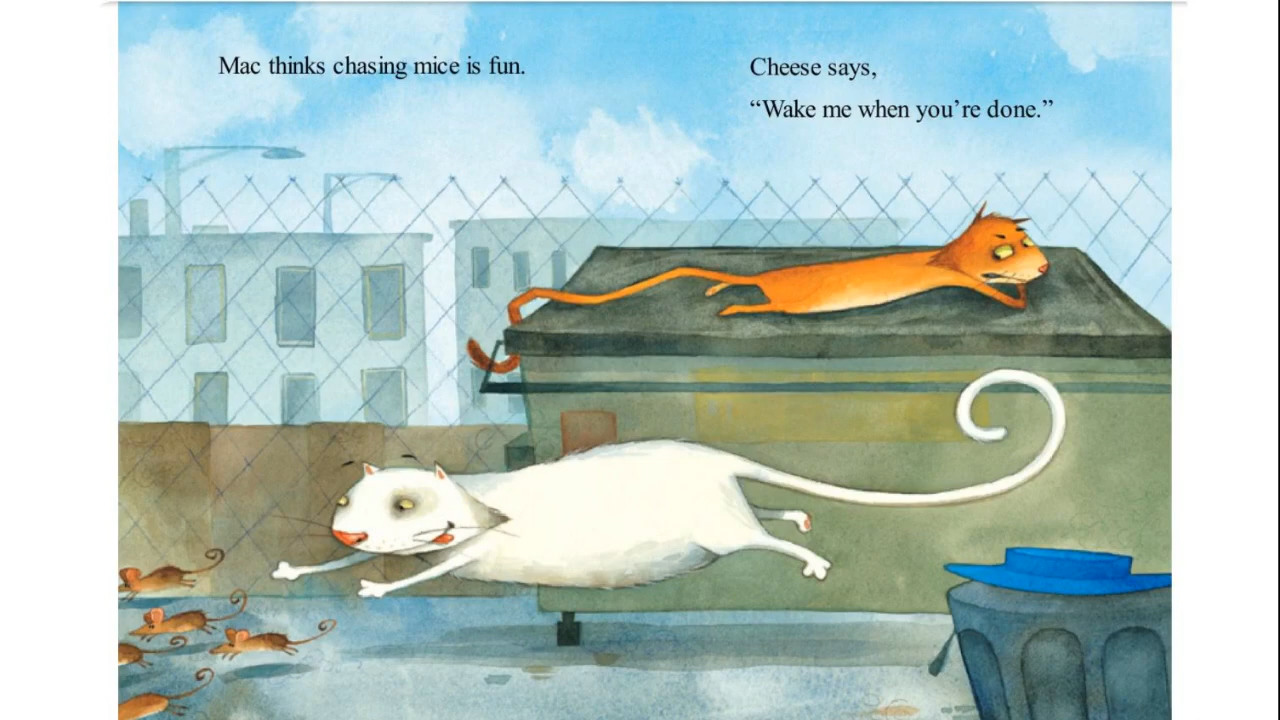 Mac thinks chasing mice is fun.
Cheese says,
“Wake me when you’re done.”